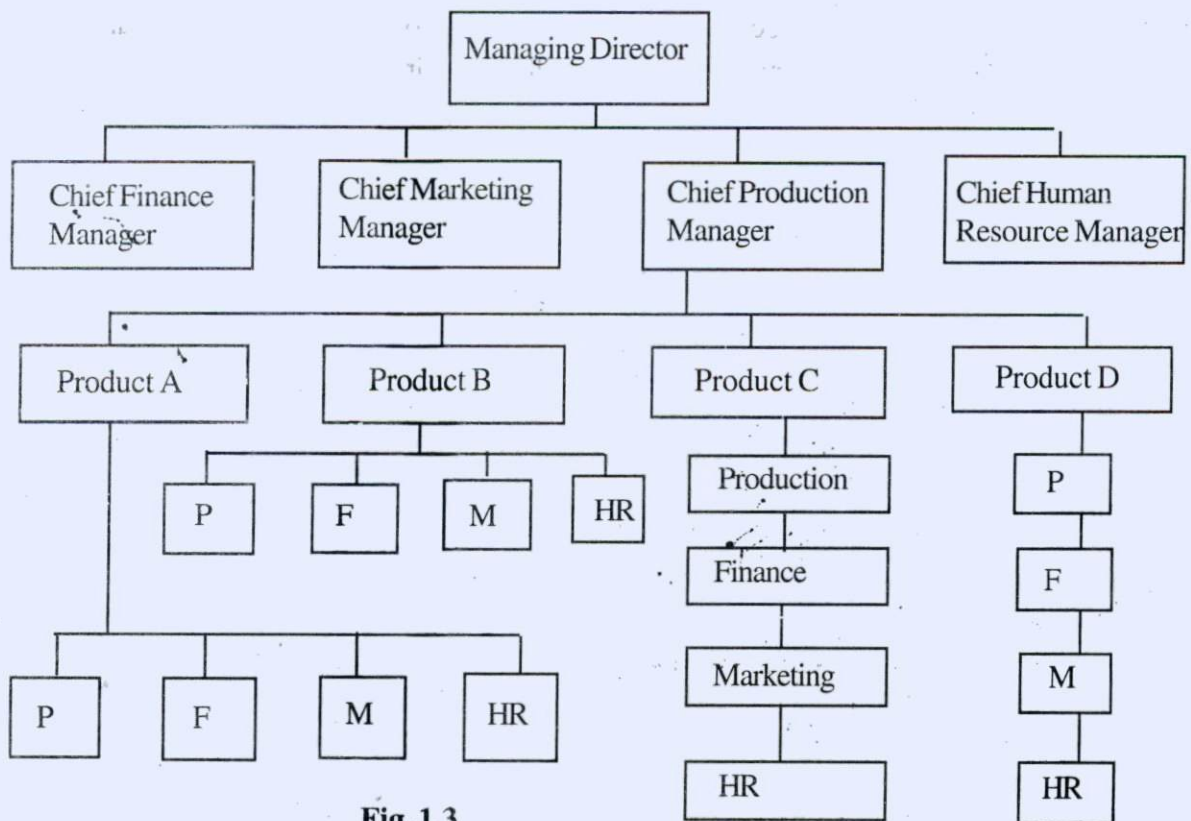 Managing Director
Chief Finance
Manager
Chief Marketing
Manager
Chief Production
Manager
Chief Human
Resource Manager
Product A
Product B
Product C
Product D
P
F
M
HR
Production
Finance
Marketing
HR
P
F
M
HR
P
F
M
HR
Fig. 1.3